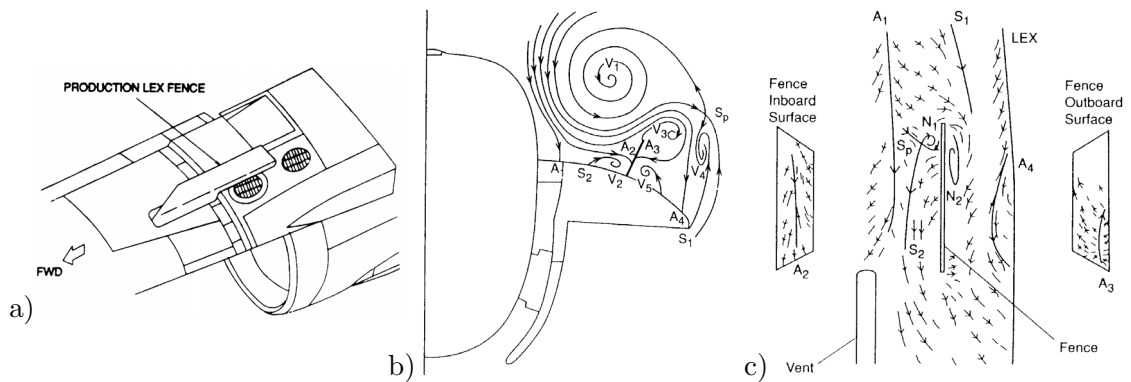 PRODUCTION LEX FENCE
FWD
a)
V1
Sp
V3
A2
A3
A1
S2
V2
V5
V4
A4
S1
b)
A1
S1
LEX
Fence
Inboard
Surface
Fence
Outboard
Surface
N1
Sp
A4
N2
S2
A2
A3
Vent
Fence
c)